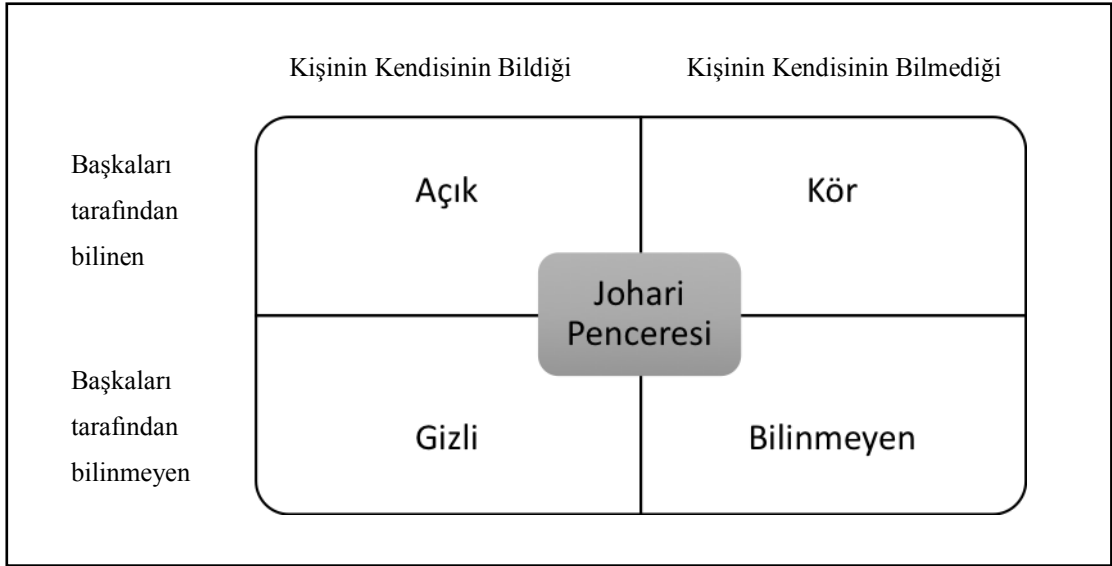 Kişinin Kendisinin Bildiği
Kişinin Kendisinin Bilmediği
Başkaları
tarafından
bilinen
Açık
Kör
Johari
Penceresi
Başkaları
tarafından
bilinmeyen
Gizli
Bilinmeyen